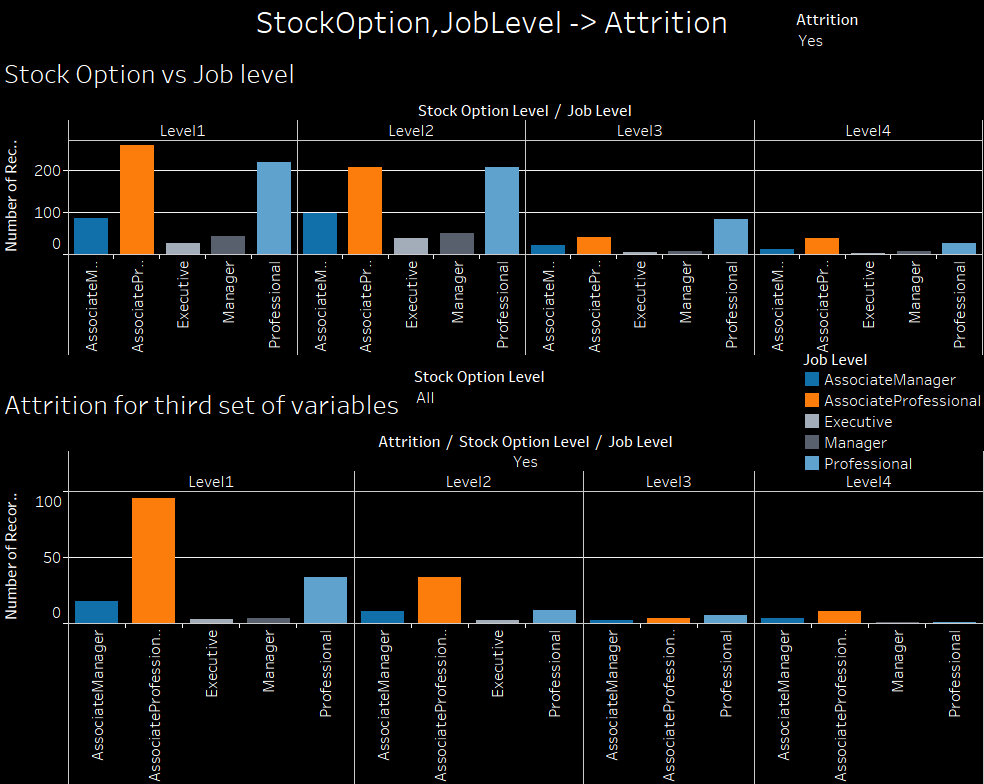 StockOption,JobLevel -> Attrition
Attrition
Yes
Stock Option vs Job level
Stock Option Level / Job Level
Level1 Level2 Level3 Level4
Number of Rec..
200
100
0
AssociateM.. AssociatePr.. Executive Manager Professional AssociateM.. AssociatePr.. Executive Manager Professional AssociateM.. AssociatePr.. Executive Manager Professional AssociateM.. AssociatePr.. Executive Manager Professional
Job Level
AssociateManager
AssociateProfessional
Executive
Manager
Professional
Stock Option Level
All
Attrition for third set of variables
Attrition / Stock Option Level / Job Level
Yes
Level1 Level2 Level3 Level4
Number of Recor..
100
50
0
AssociateManager AssociateProfession.. Executive Manager Professional AssociateManager AssociateProfession.. Executive Professional AssociateManager AssociateProfession.. Professional AssociateManager AssociateProfession.. Manager Professional